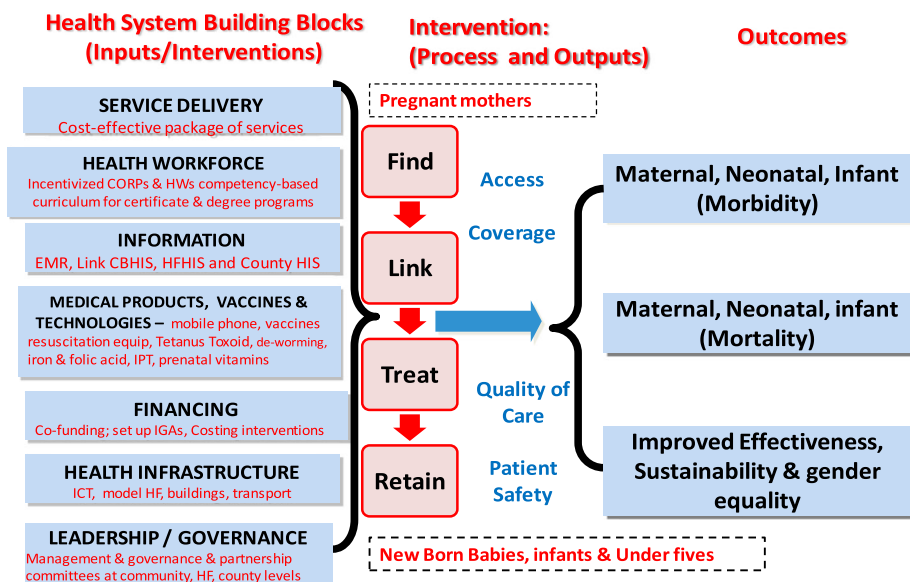 Health System Building Blocks
(Inputs/Interventions)
Intervention:
(Process and Outputs)
Outcomes
SERVICE DELIVERY
Cost-effective package of services
HEALTH WORKFORCE
Incentivized CORPs & HWs competency-based
curriculum for certificate & degree programs
INFORMATION
EMR, Link CBHIS, HFHIS and County HIS
MEDICAL PRODUCTS, VACCINES &
TECHNOLOGIES – mobile phone, vaccines
resuscitation equip, Tetanus Toxoid, de-worming,
iron & folic acid, IPT, prenatal vitamins
FINANCING
Co-funding; set up IGAs, Costing interventions
HEALTH INFRASTRUCTURE
ICT, model HF, buildings, transport
LEADERSHIP / GOVERNANCE
Management & governance & partnership
committees at community, HF, county levels
Pregnant mothers
Find
Link
Treat
Retain
New Born Babies, infants & Under fives
Access
Coverage
Quality of
Care
Patient
Safety
Maternal, Neonatal, Infant
(Morbidity)
Maternal, Neonatal, infant
(Mortality)
Improved Effectiveness,
Sustainability & gender
equality